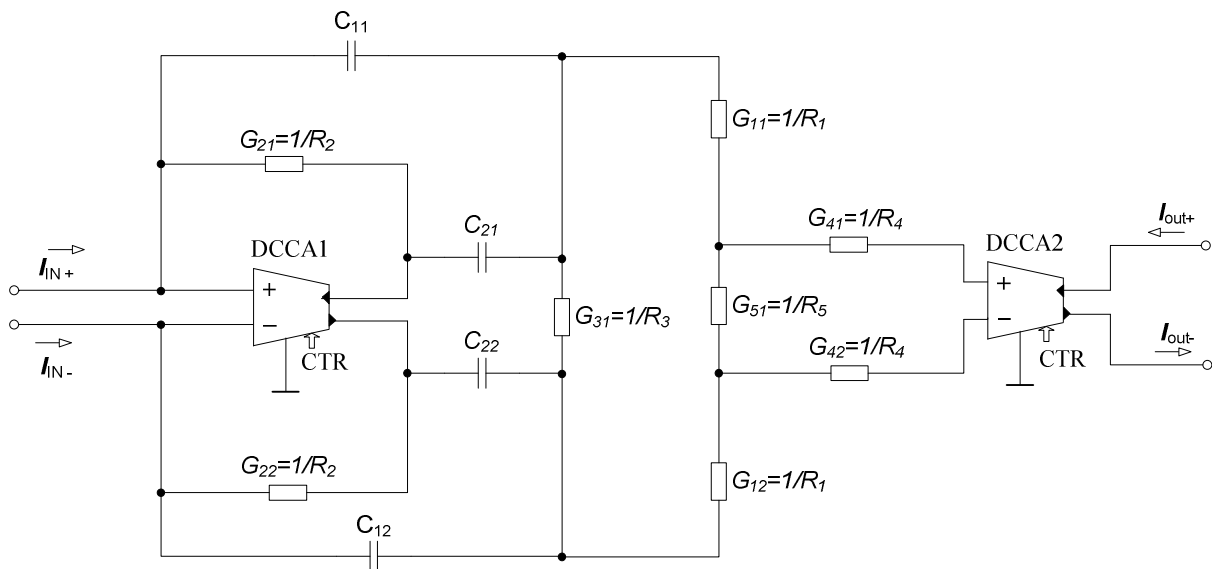 C11
G21=1/R2
G11=1/R1
C21
G41=1/R4
Iout+
DCCA1
DCCA2
IIN+
+
+
G31=1/R3
G51=1/R5
−
−
IIN-
CTR
C22
G42=1/R4
CTR
Iout-
G22=1/R2
G12=1/R1
C12